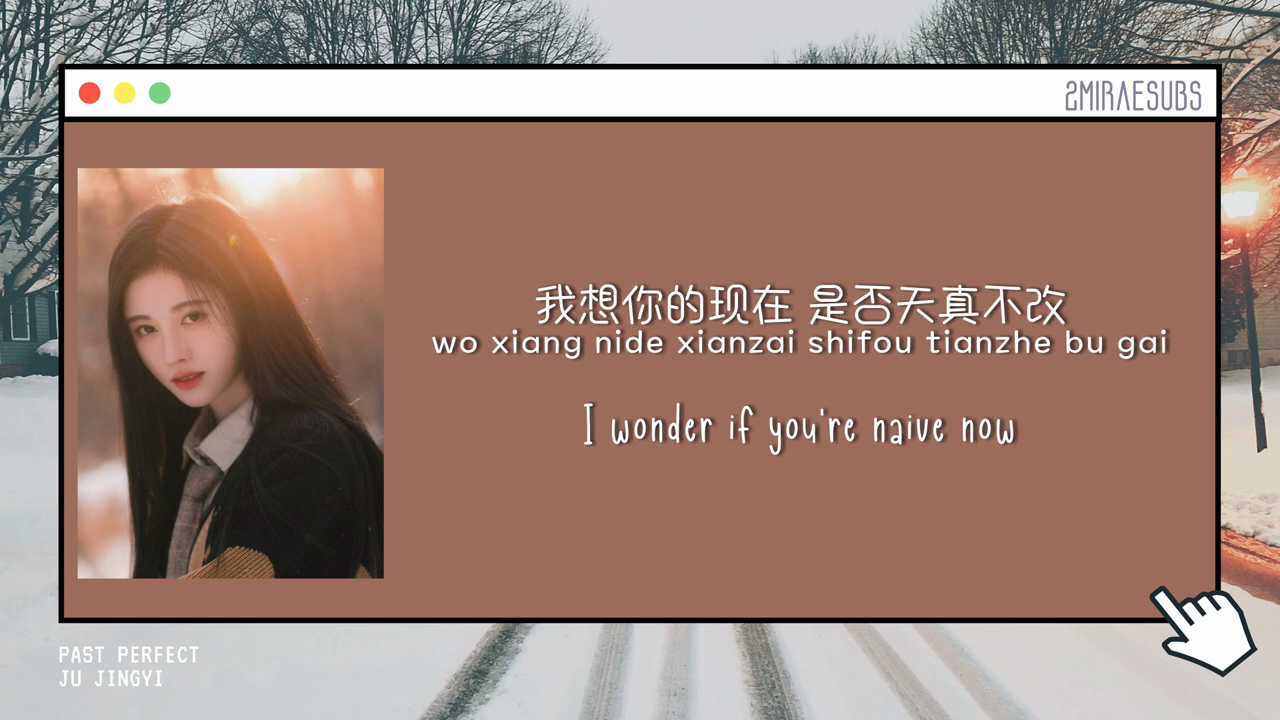 2MIRAESUBS
我想你的现在 是否天真不改
wo xiang nide xianzai shifou tianzhe bu gai
I wonder if you're naive now
PAST PERFECT
JU JINGYI